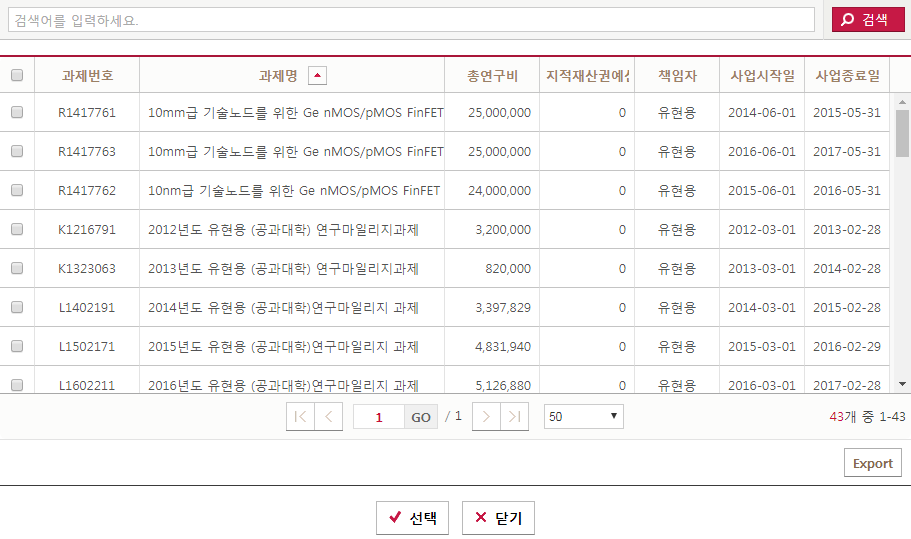 검색어를 입력하세요. 검색
과제번호 과제명 총연구비 지적재산권예산 책임자 사업시작일 사업종료일
R1417761 10mm급 기술노드를 위한 Ge nMOS/pMOS FinFET 25,000,000 0 유현용 2014-06-01 2015-05-31
R1417763 10mm급 기술노드를 위한 Ge nMOS/pMOS FinFET 25,000,000 0 유현용 2016-06-01 2017-05-31
R1417762 10nm급 기술노드를 위한 Ge nMOS/pMOS FinFET 24,000,000 0 유현용 2015-06-01 2016-05-31
K1216791 2012년도 유현용 (공과대학) 연구마일리지과제 3,200,000 0 유현용 2012-03-01 2013-02-28
K1323063 2013년도 유현용 (공과대학) 연구마일리지과제 820,000 0 유현용 2013-03-01 2014-02-28
L1402191 2014년도 유현용 (공과대학)연구마일리지 과제 3,397,829 0 유현용 2014-03-01 2015-02-28
L1502171 2015년도 유현용 (공과대학)연구마일리지 과제 4,831,940 0 유현용 2015-03-01 2016-02-29
L1602211 2016년도 유현용 (공과대학)연구마일리지 과제 5,126,880 0 유현용 2016-03-01 2017-02-28
1 GO / 1 50 43개 중 1-43
Export
선택 닫기